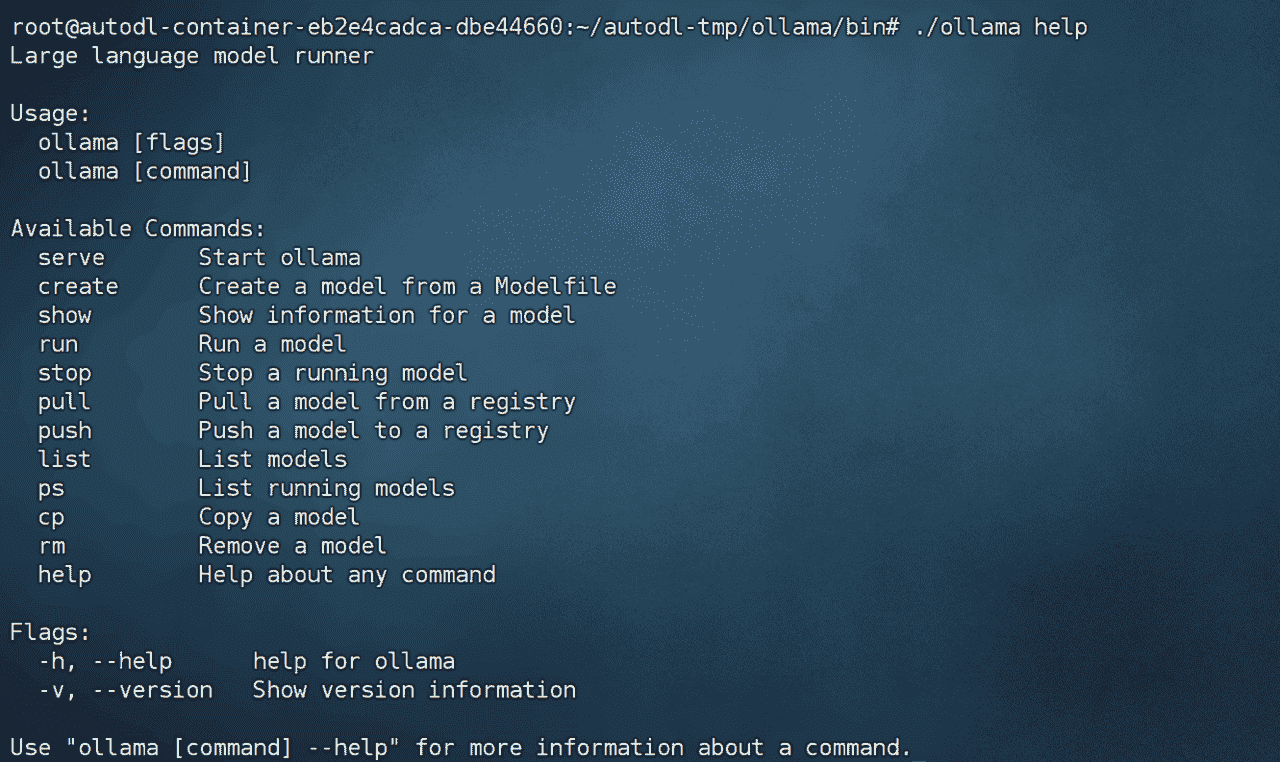 root@autodl-container-eb2e4cadca-dbe44660:~/autodl-tmp/ollama/bin# ./ollama help
Large language model runner
Usage:
ollama [flags]
ollama [command]
Available Commands:
serve Start ollama
create Create a model from a Modelfile
show Show information for a model
run Run a model
stop Stop a running model
pull Pull a model from a registry
push Push a model to a registry
list List models
ps List running models
cp Copy a model
rm Remove a model
help Help about any command
Flags:
-h, --help help for ollama
-v, --version Show version information
Use "ollama [command] --help" for more information about a command.